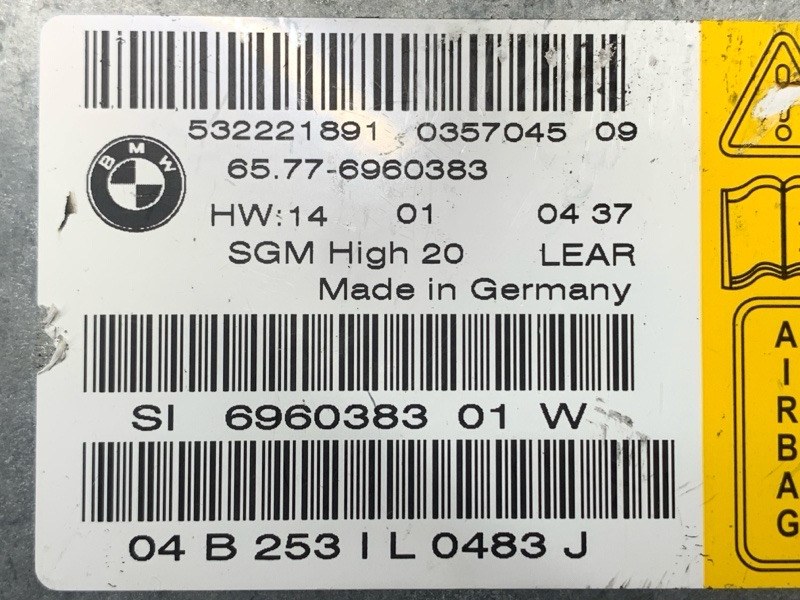 532221891 0357045 09
BMW
65.77-6960383
HW:14 01 04 37
SGM High 20 LEAR
Made in Germany
SI 6960383 01 W
04 B 253 I L 0483 J
AIRBAG